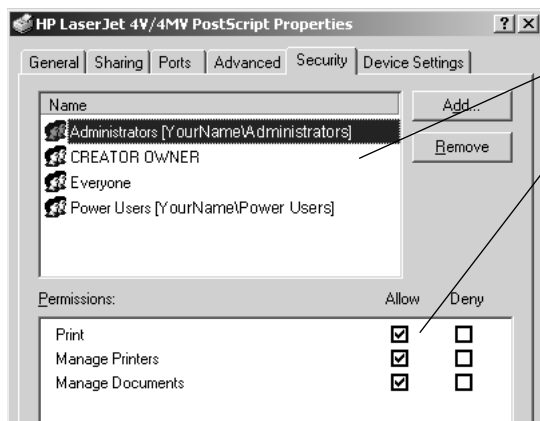 HP LaserJet 4V/4MV PostScript Properties
General Sharing Ports Advanced Security Device Settings
Name
Add...
Administrators [YourName\Administrators]
CREATOR OWNER
Remove
Everyone
Power Users [YourName\Power Users]
Permissions: Allow Deny
Print
Manage Printers
Manage Documents